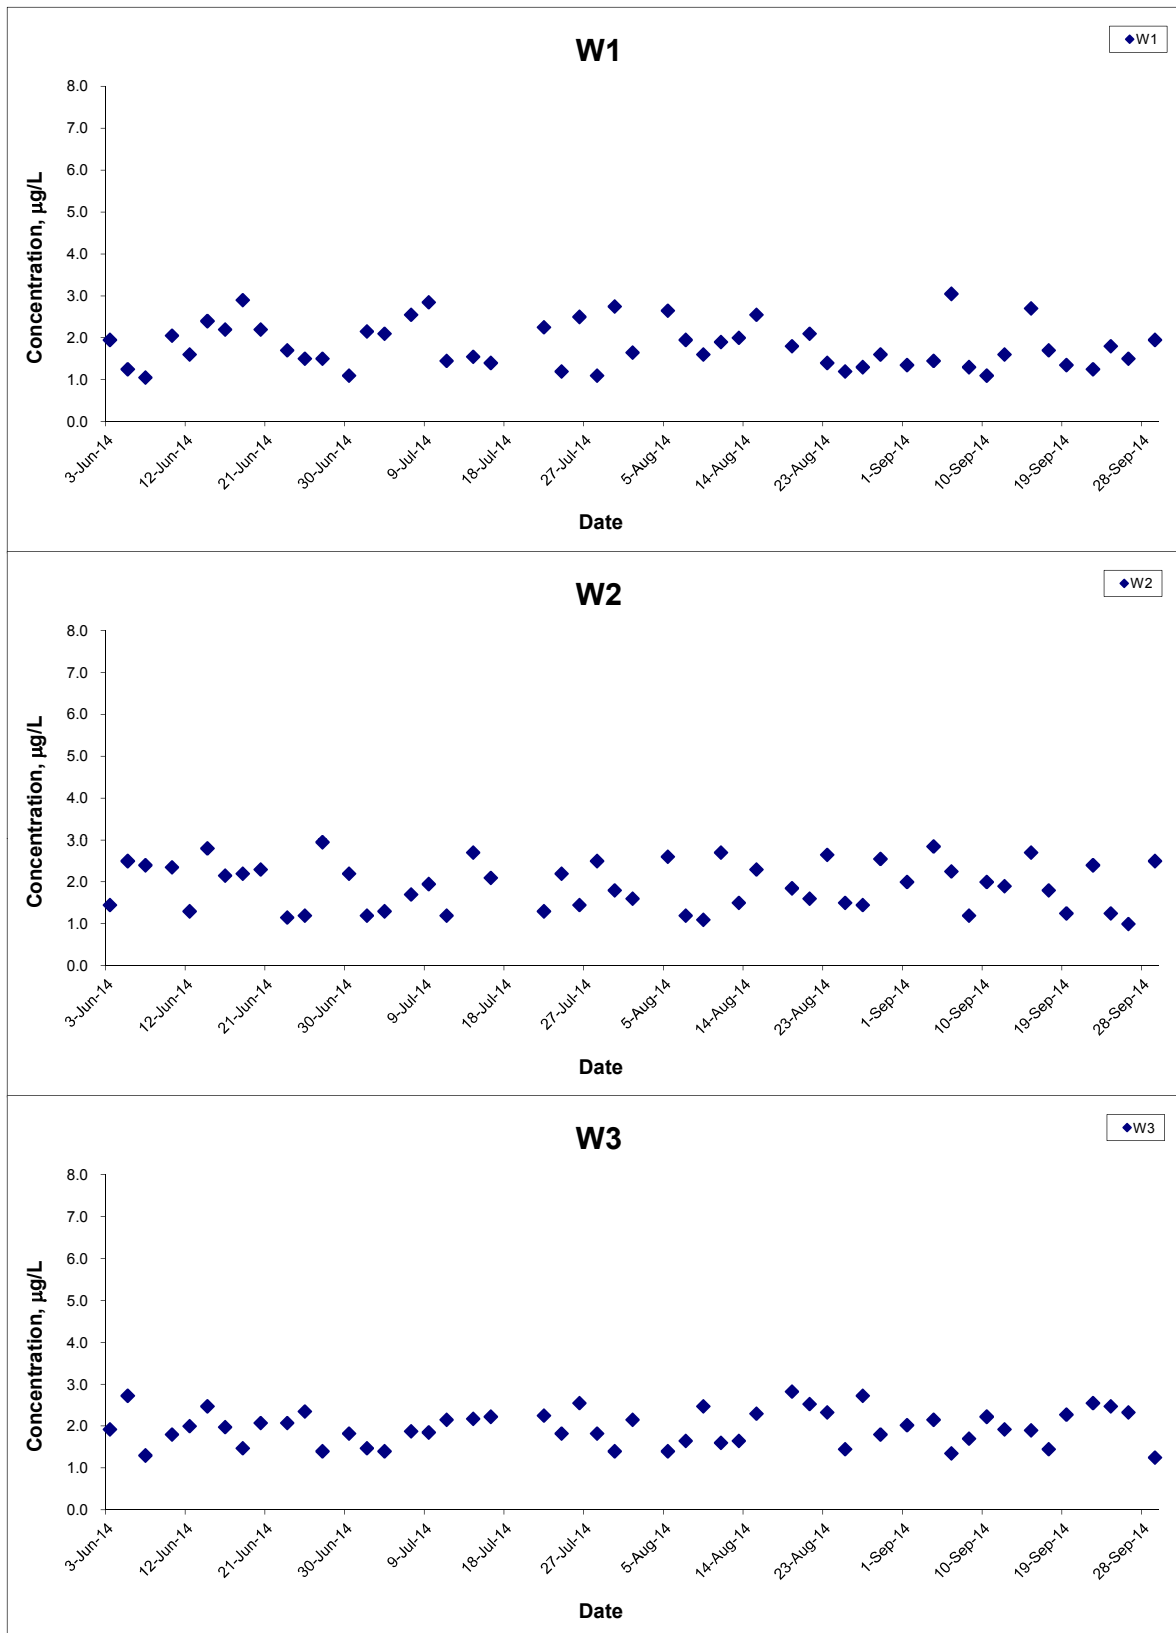 W1
W1
8.0
7.0
6.0
5.0
4.0
3.0
2.0
1.0
0.0
Concentration, µg/L
3-Jun-14
12-Jun-14
21-Jun-14
30-Jun-14
9-Jul-14
18-Jul-14
27-Jul-14
5-Aug-14
14-Aug-14
23-Aug-14
1-Sep-14
10-Sep-14
19-Sep-14
28-Sep-14
Date
W2
W2
8.0
7.0
6.0
5.0
4.0
3.0
2.0
1.0
0.0
Concentration, µg/L
3-Jun-14
12-Jun-14
21-Jun-14
30-Jun-14
9-Jul-14
18-Jul-14
27-Jul-14
5-Aug-14
14-Aug-14
23-Aug-14
1-Sep-14
10-Sep-14
19-Sep-14
28-Sep-14
Date
W3
W3
8.0
7.0
6.0
5.0
4.0
3.0
2.0
1.0
0.0
Concentration, µg/L
3-Jun-14
12-Jun-14
21-Jun-14
30-Jun-14
9-Jul-14
18-Jul-14
27-Jul-14
5-Aug-14
14-Aug-14
23-Aug-14
1-Sep-14
10-Sep-14
19-Sep-14
28-Sep-14
Date